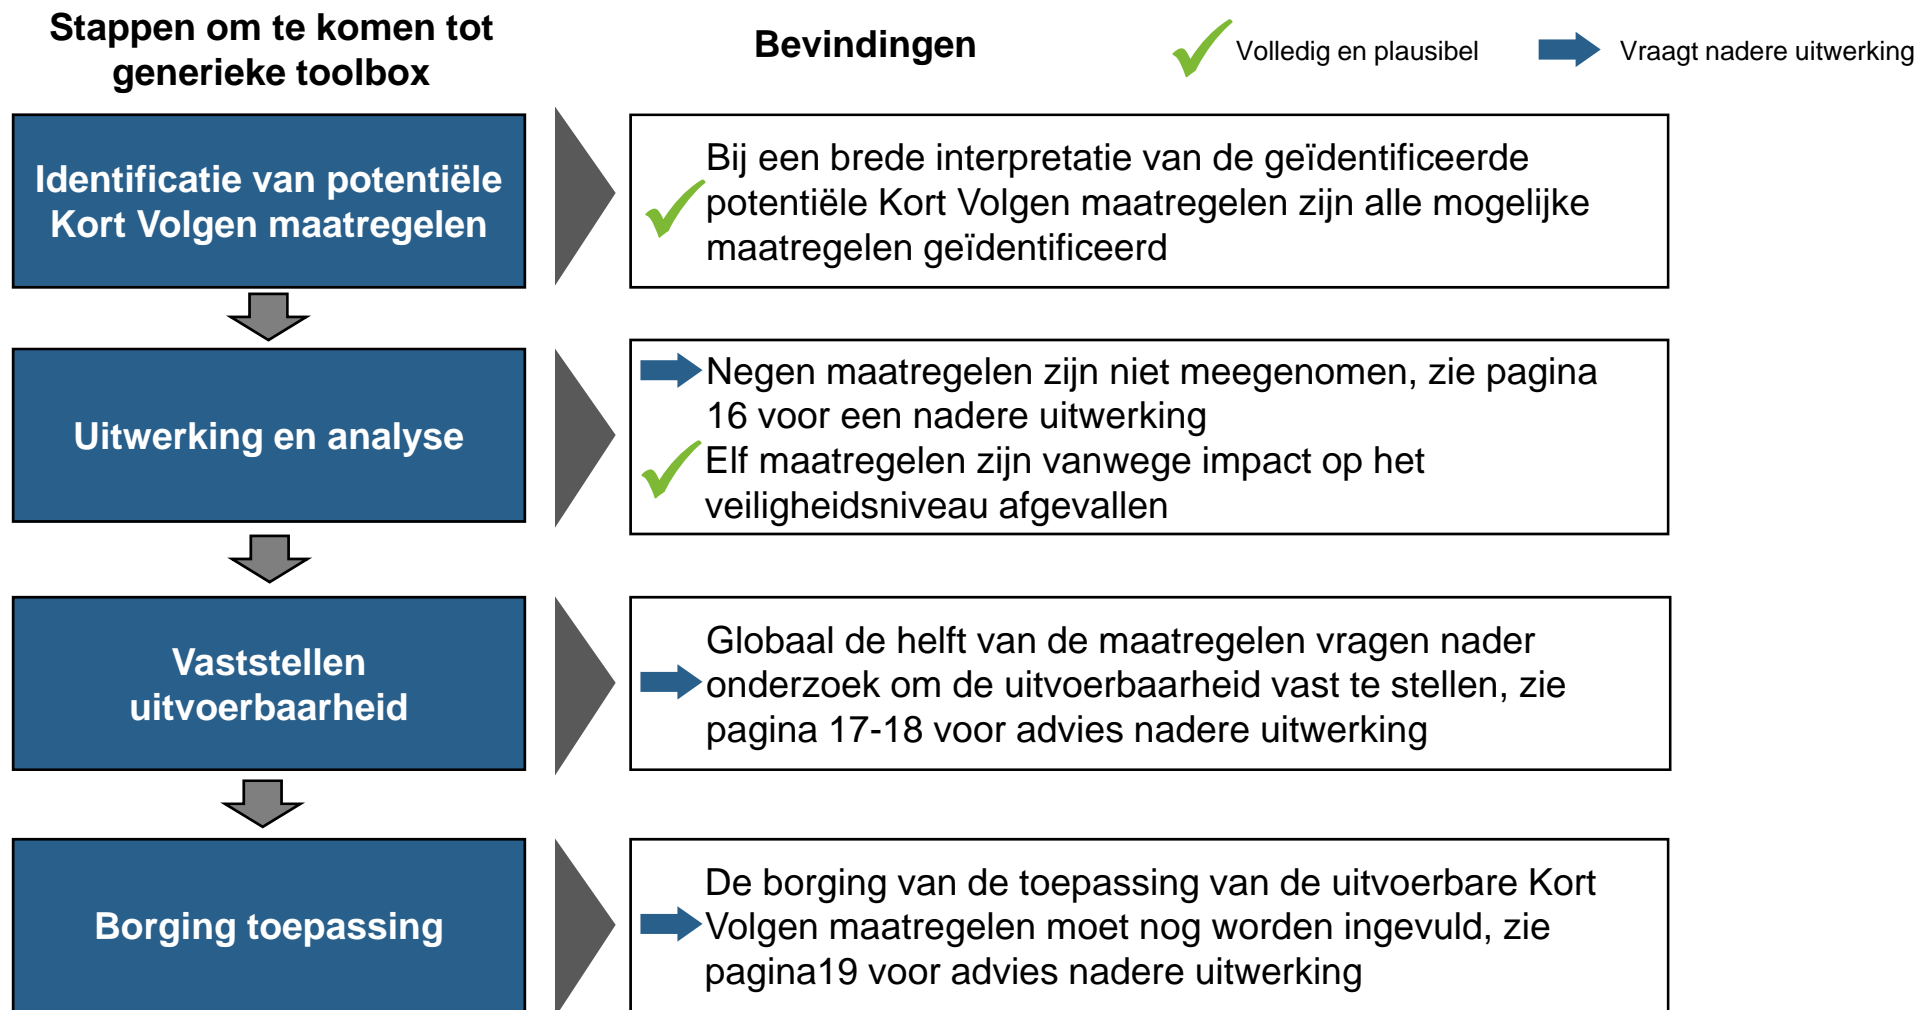 Stappen om te komen tot
generieke toolbox
Bevindingen
Volledig en plausibel
Vraagt nadere uitwerking
Identificatie van potentiële
Kort Volgen maatregelen
Bij een brede interpretatie van de geïdentificeerde
potentiële Kort Volgen maatregelen zijn alle mogelijke
maatregelen geïdentificeerd
Uitwerking en analyse
Negen maatregelen zijn niet meegenomen, zie pagina
16 voor een nadere uitwerking
Elf maatregelen zijn vanwege impact op het
veiligheidsniveau afgevallen
Vaststellen
uitvoerbaarheid
Globaal de helft van de maatregelen vragen nader
onderzoek om de uitvoerbaarheid vast te stellen, zie
pagina 17-18 voor advies nadere uitwerking
Borging toepassing
De borging van de toepassing van de uitvoerbare Kort
Volgen maatregelen moet nog worden ingevuld, zie
pagina19 voor advies nadere uitwerking